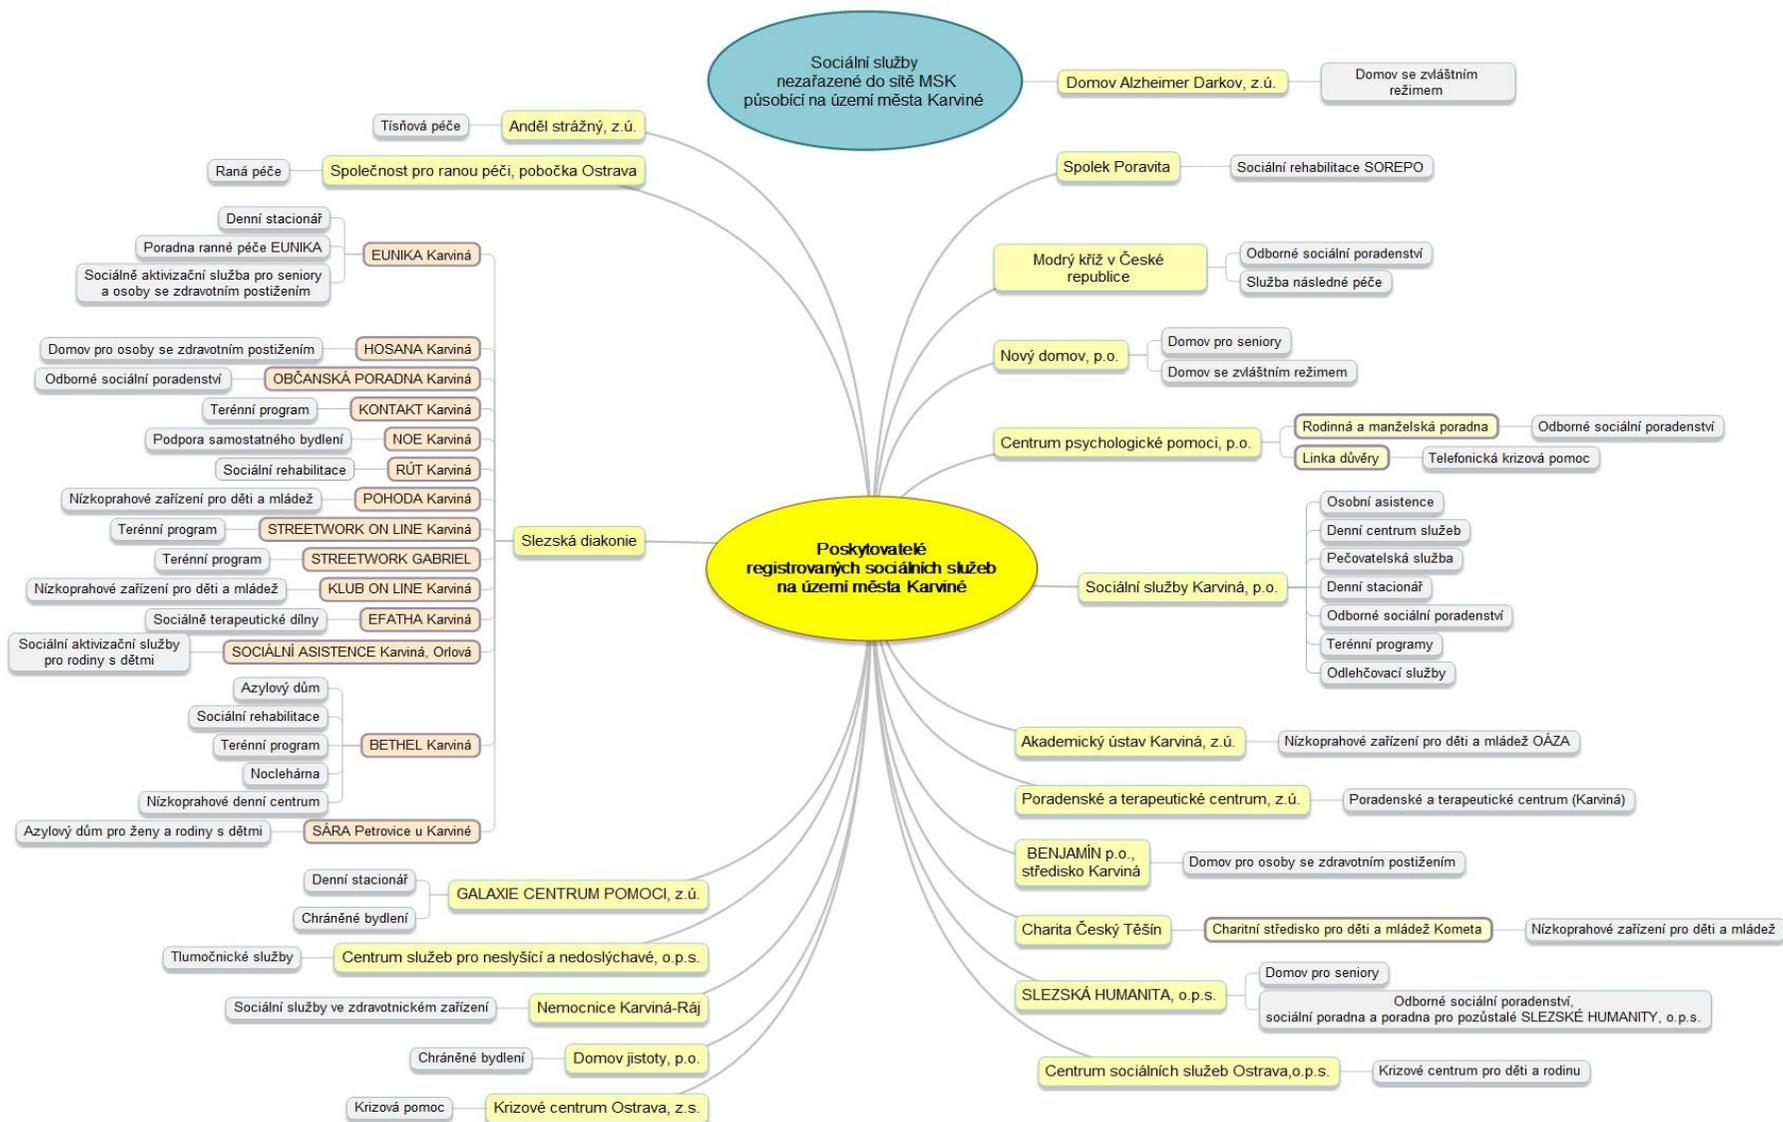 Sociální služby
nezařazené do sítě MSK
působící na území města Karviné
Domov Alzheimer Darkov, z.ú.
Domov se zvláštním
režimem
Tísňová péče
Anděl strážný, z.ú.
Raná péče
Společnost pro ranou péči, pobočka Ostrava
Denní stacionář
Poradna ranné péče EUNIKA
Sociálně aktivizační služba pro seniory
a osoby se zdravotním postižením
EUNIKA Karviná
Domov pro osoby se zdravotním postižením
HOSANA Karviná
Odborné sociální poradenství
OBČANSKÁ PORADNA Karviná
Terénní program
KONTAKT Karviná
Podpora samostatného bydlení
NOE Karviná
Sociální rehabilitace
RÚT Karviná
Nízkoprahové zařízení pro děti a mládež
POHODA Karviná
Terénní program
STREETWORK ON LINE Karviná
Terénní program
STREETWORK GABRIEL
Nízkoprahové zařízení pro děti a mládež
KLUB ON LINE Karviná
Sociálně terapeutické dílny
EFATHA Karviná
Sociální aktivizační služby
pro rodiny s dětmi
SOCIÁLNÍ ASISTENCE Karviná, Orlová
Azylový dům
Sociální rehabilitace
Terénní program
Noclehárna
Nízkoprahové denní centrum
BETHEL Karviná
Azylový dům pro ženy a rodiny s dětmi
SÁRA Petrovice u Karviné
Slezská diakonie
Denní stacionář
Chráněné bydlení
GALAXIE CENTRUM POMOCI, z.ú.
Tlumočnické služby
Centrum služeb pro neslyšící a nedoslýchavé, o.p.s.
Sociální služby ve zdravotnickém zařízení
Nemocnice Karviná-Ráj
Chráněné bydlení
Domov jistoty, p.o.
Krizová pomoc
Krizové centrum Ostrava, z.s.
Poskytovatelé
registrovaných sociálních služeb
na území města Karviné
Spolek Poravita
Sociální rehabilitace SOREPO
Modrý kříž v České
republice
Odborné sociální poradenství
Služba následné péče
Nový domov, p.o.
Domov pro seniory
Domov se zvláštním režimem
Centrum psychologické pomoci, p.o.
Rodinná a manželská poradna
Odborné sociální poradenství
Linka důvěry
Telefonická krizová pomoc
Sociální služby Karviná, p.o.
Osobní asistence
Denní centrum služeb
Pečovatelská služba
Denní stacionář
Odborné sociální poradenství
Terénní programy
Odlehčovací služby
Akademický ústav Karviná, z.ú.
Nízkoprahové zařízení pro děti a mládež OÁZA
Poradenské a terapeutické centrum, z.ú.
Poradenské a terapeutické centrum (Karviná)
BENJAMÍN p.o.,
středisko Karviná
Domov pro osoby se zdravotním postižením
Charita Český Těšín
Charitní středisko pro děti a mládež Kometa
Nízkoprahové zařízení pro děti a mládež
SLEZSKÁ HUMANITA, o.p.s.
Domov pro seniory
Odborné sociální poradenství,
sociální poradna a poradna pro pozůstalé SLEZSKÉ HUMANITY, o.p.s.
Centrum sociálních služeb Ostrava,o.p.s.
Krizové centrum pro děti a rodinu